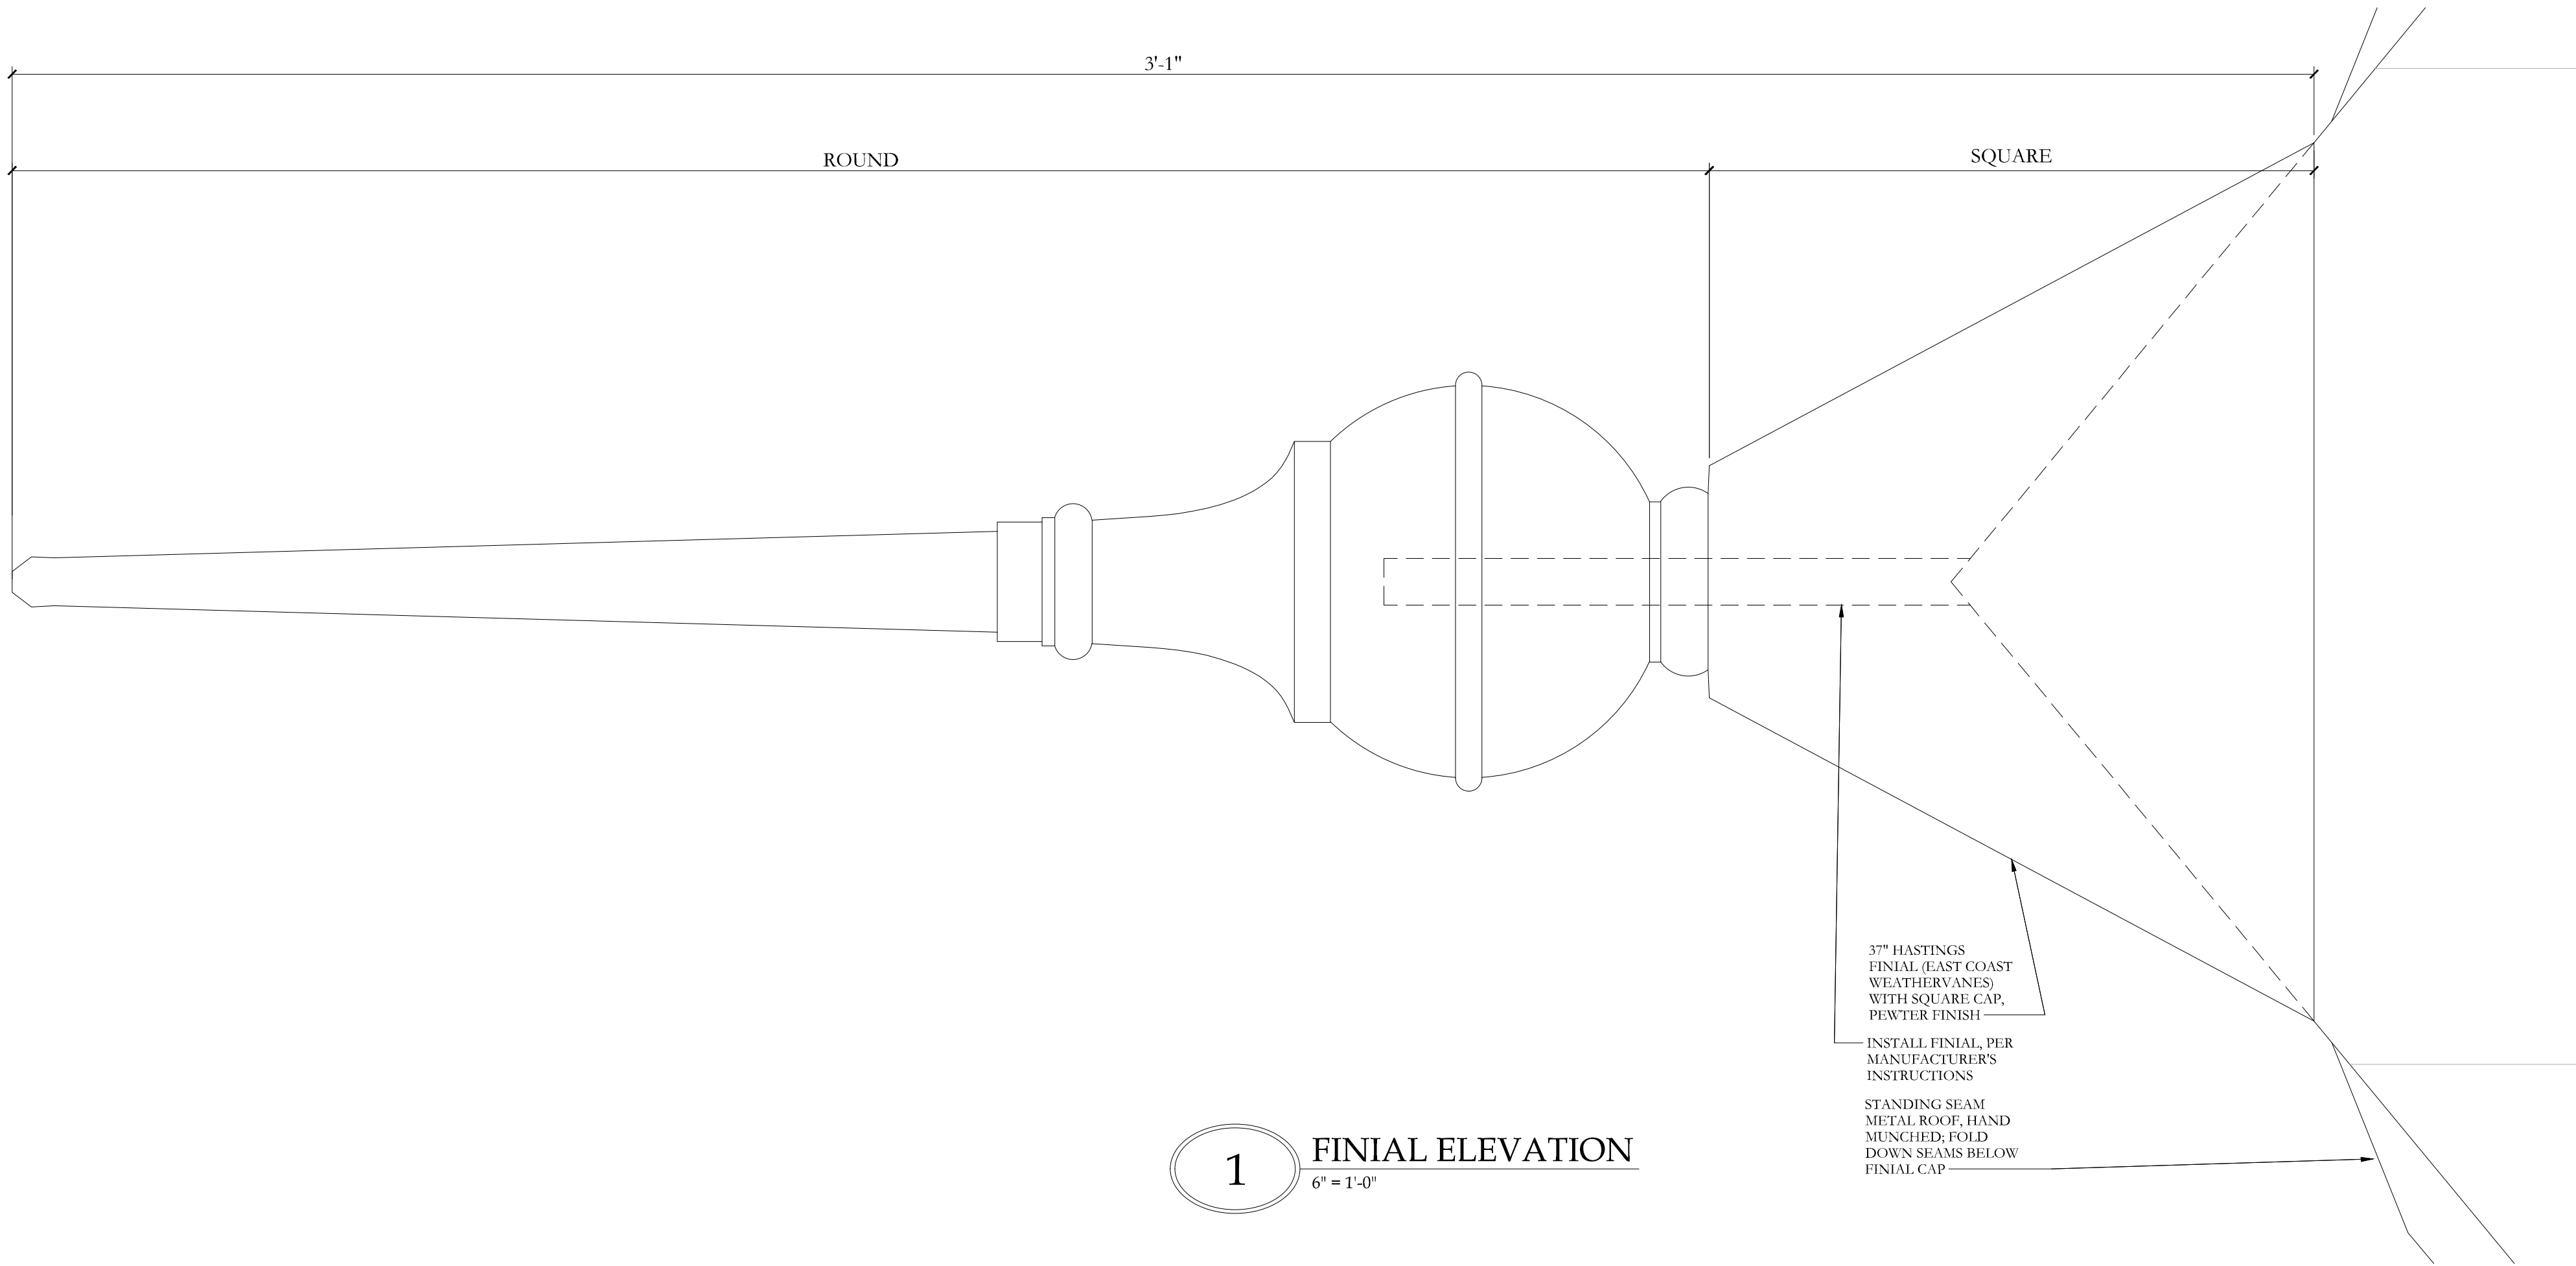 3'-1"
ROUND
SQUARE
37" HASTINGS
FINIAL (EAST COAST
WEATHERVANES)
WITH SQUARE CAP,
PEWTER FINISH
INSTALL FINIAL, PER
MANUFACTURER'S
INSTRUCTIONS
STANDING SEAM
METAL ROOF, HAND
MUNCHED; FOLD
DOWN SEAMS BELOW
FINIAL CAP
1
FINIAL ELEVATION
6" = 1'-0"